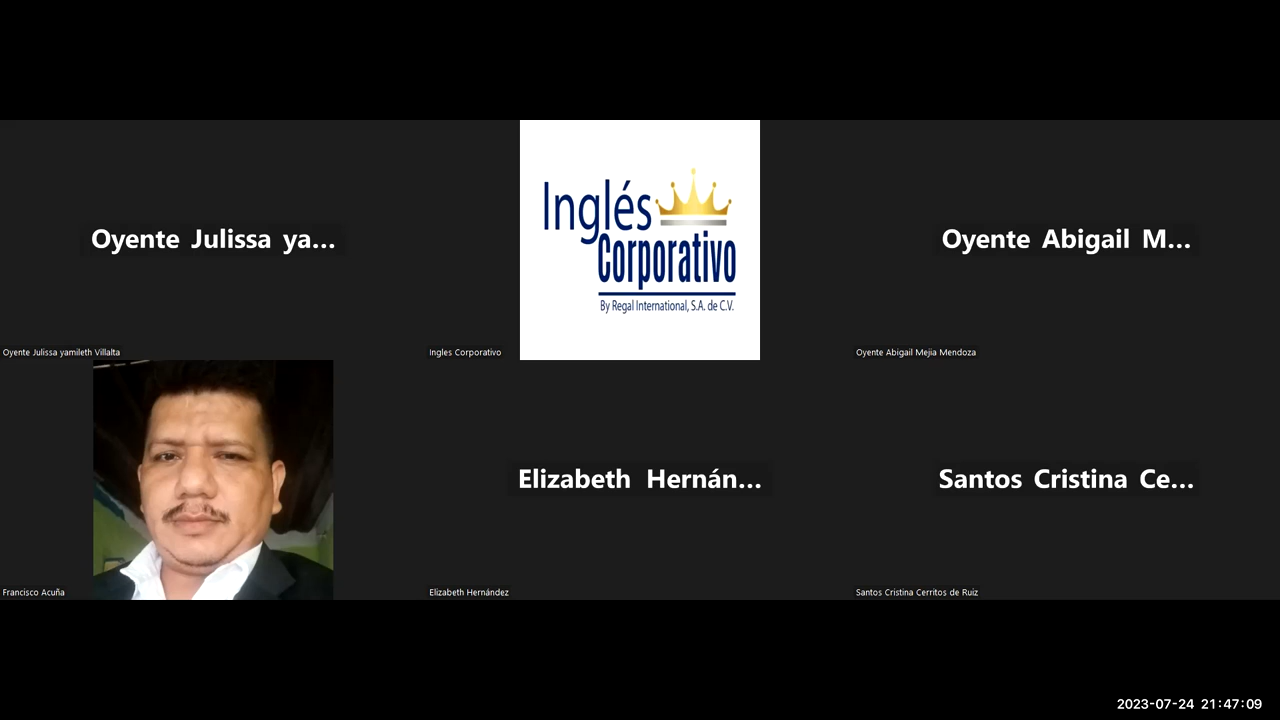 Oyente Julissa ya...
Oyente Julissa yamileth Villalta
Inglés
Corporativo
By Regal International, S.A. de C.V.
Ingles Corporativo
Oyente Abigail M...
Oyente Abigail Mejia Mendoza
Francisco Acuña
Elizabeth Hernán...
Elizabeth Hernández
Santos Cristina Ce...
Santos Cristina Cerritos de Ruiz
2023-07-24 21:47:09